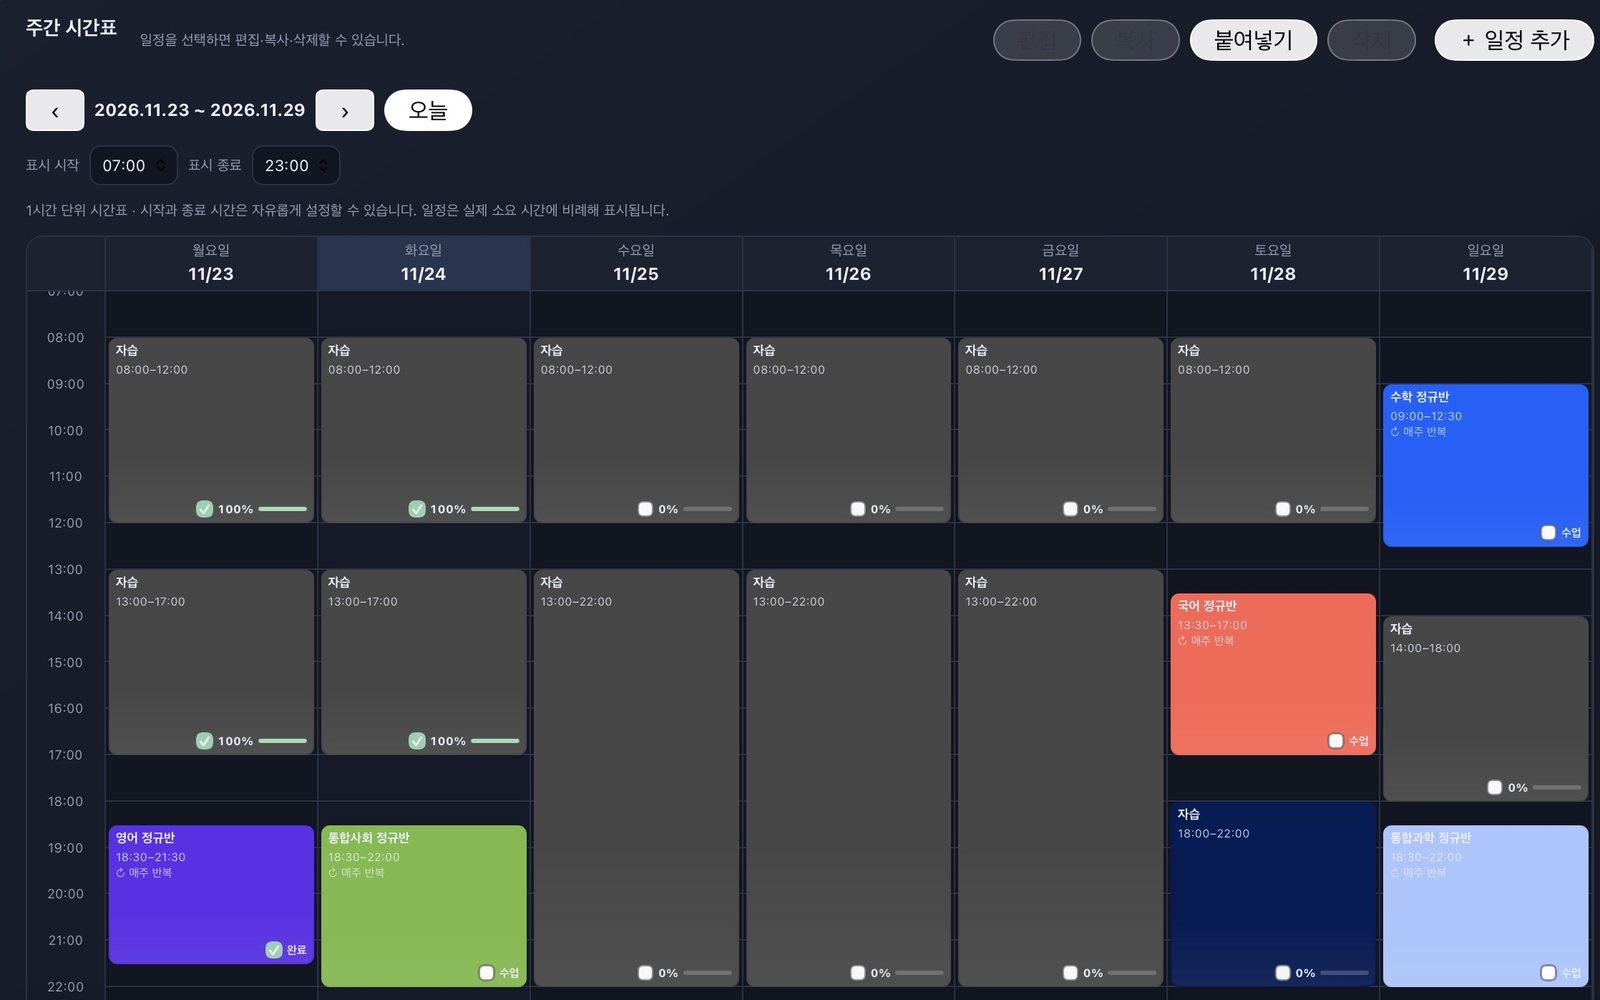 주간 시간표
일정을 선택하면 편집·복사·삭제할 수 있습니다.
편집
복사
붙여넣기
삭제
+ 일정 추가
‹
2026.11.23 ~ 2026.11.29
›
오늘
표시 시작
07:00
표시 종료
23:00
1시간 단위 시간표 · 시작과 종료 시간은 자유롭게 설정할 수 있습니다. 일정은 실제 소요 시간에 비례해 표시됩니다.
월요일
11/23
화요일
11/24
수요일
11/25
목요일
11/26
금요일
11/27
토요일
11/28
일요일
11/29
07:00
08:00
09:00
10:00
11:00
12:00
13:00
14:00
15:00
16:00
17:00
18:00
19:00
20:00
21:00
22:00
자습
08:00–12:00
100%
자습
13:00–17:00
100%
영어 정규반
18:30–21:30
↻ 매주 반복
완료
자습
08:00–12:00
100%
자습
13:00–17:00
100%
통합사회 정규반
18:30–22:00
↻ 매주 반복
수업
자습
08:00–12:00
0%
자습
13:00–22:00
0%
자습
08:00–12:00
0%
자습
13:00–22:00
0%
자습
08:00–12:00
0%
자습
13:00–22:00
0%
자습
08:00–12:00
0%
국어 정규반
13:30–17:00
↻ 매주 반복
수업
자습
18:00–22:00
0%
수학 정규반
09:00–12:30
↻ 매주 반복
수업
자습
14:00–18:00
0%
통합과학 정규반
18:30–22:00
↻ 매주 반복
수업